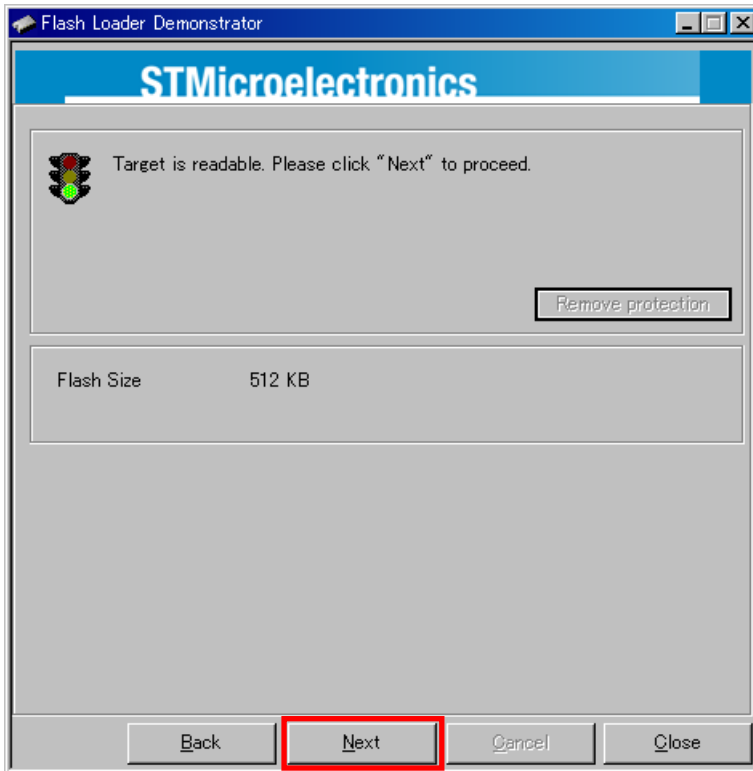 Flash Loader Demonstrator
STMicroelectronics
Target is readable. Please click "Next" to proceed.
Remove protection
Flash Size 512 KB
Back Next Cancel Close